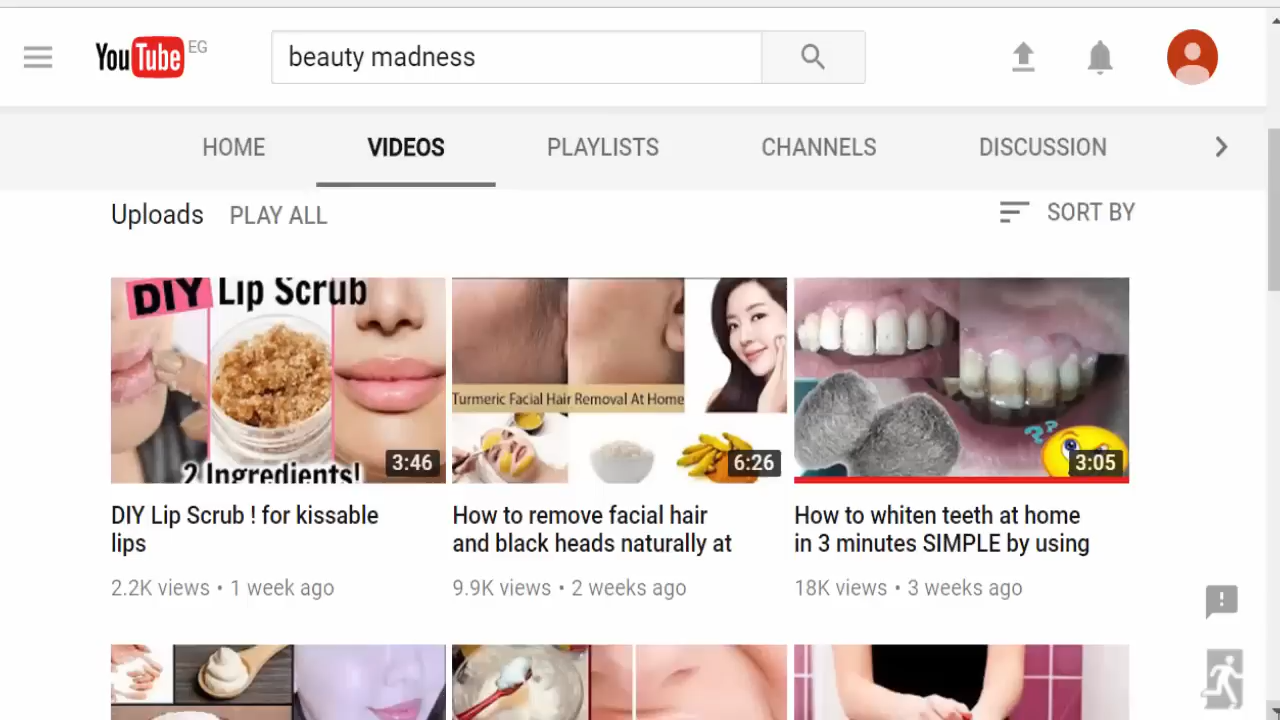 YouTube EG
beauty madness
HOME VIDEOS PLAYLISTS CHANNELS DISCUSSION
Uploads PLAY ALL SORT BY
DIY Lip Scrub
2 Ingredients!
3:46
Turmeric Facial Hair Removal At Home
6:26
??
3:05
DIY Lip Scrub ! for kissable
lips
2.2K views • 1 week ago
How to remove facial hair
and black heads naturally at
9.9K views • 2 weeks ago
How to whiten teeth at home
in 3 minutes SIMPLE by using
18K views • 3 weeks ago